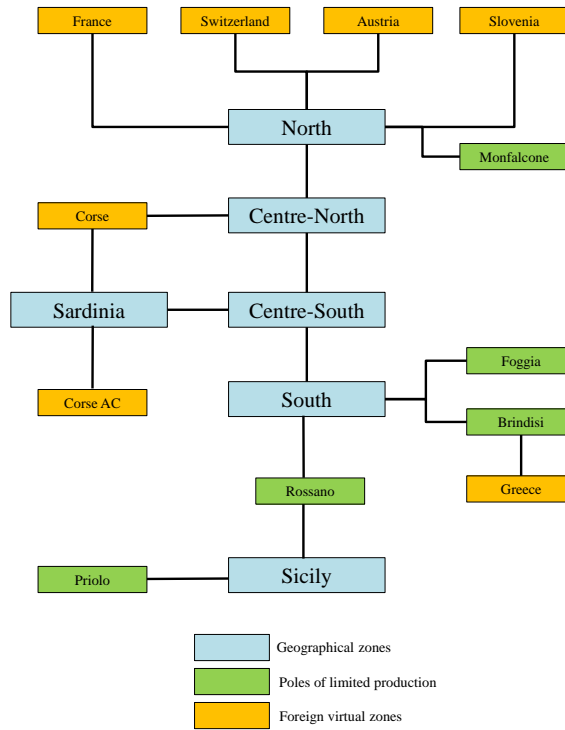 France
Switzerland
Austria
Slovenia
North
Monfalcone
Corse
Centre-North
Sardinia
Centre-South
Foggia
Corse AC
South
Brindisi
Rossano
Greece
Priolo
Sicily
Geographical zones
Poles of limited production
Foreign virtual zones